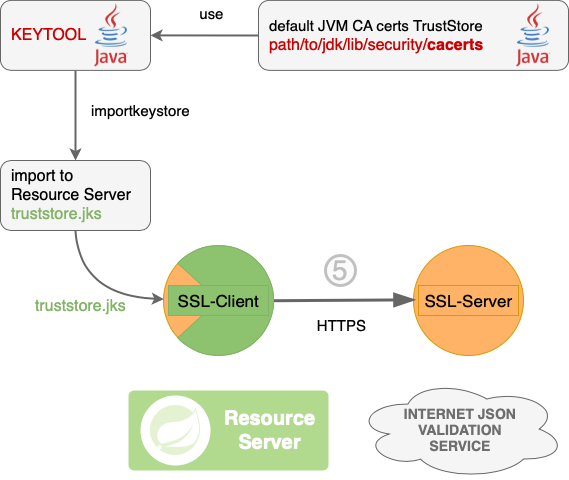 use
KEYTOOL
Java
default JVM CA certs TrustStore
path/to/jdk/lib/security/cacerts
Java
importkeystore
import to
Resource Server
truststore.jks
truststore.jks
SSL-Client
5
HTTPS
SSL-Server
Resource
Server
INTERNET JSON
VALIDATION
SERVICE